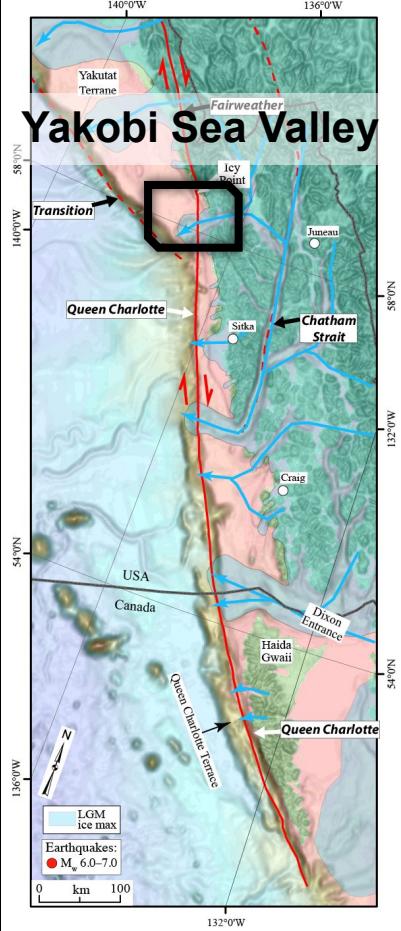 140°0'W
136°0'W
Yakutat
Terrane
Fairweather
Yakobi Sea Valley
58°0'N
Icy
Point
Transition
140°0'W
Juneau
58°0'N
Queen Charlotte
Sitka
Chatham
Strait
132°0'W
Craig
54°0'N
USA
Canada
Dixon
Entrance
Haida
Gwaii
54°0'N
Queen Charlotte Terrace
Queen Charlotte
N
136°0'W
LGM
ice max
Earthquakes:
Mw 6.0–7.0
0 km 100
132°0'W